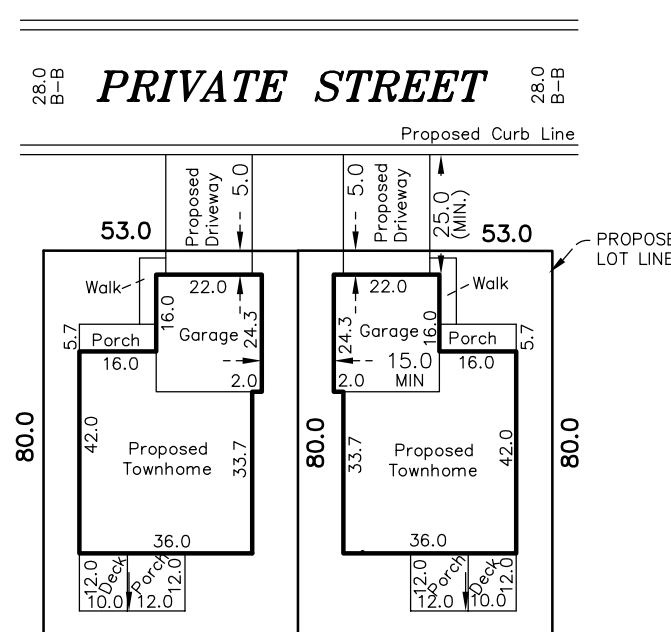 28.0
B-B
PRIVATE STREET
28.0
B-B
Proposed Curb Line
Proposed
Driveway
5.0
5.0
Proposed
Driveway
25.0
(MIN.)
53.0
53.0
PROPOSE
LOT LINE
Walk
22.0
22.0
Walk
5.7
Porch
16.0
16.0
Garage
24.3
2.0
24.3
Garage
16.0
15.0
MIN
2.0
Porch
16.0
5.7
80.0
42.0
Proposed
Townhome
33.7
80.0
33.7
Proposed
Townhome
42.0
80.0
36.0
36.0
12.0
Deck
Porch
12.0
10.0
12.0
12.0
Porch
Deck
12.0
12.0
10.0